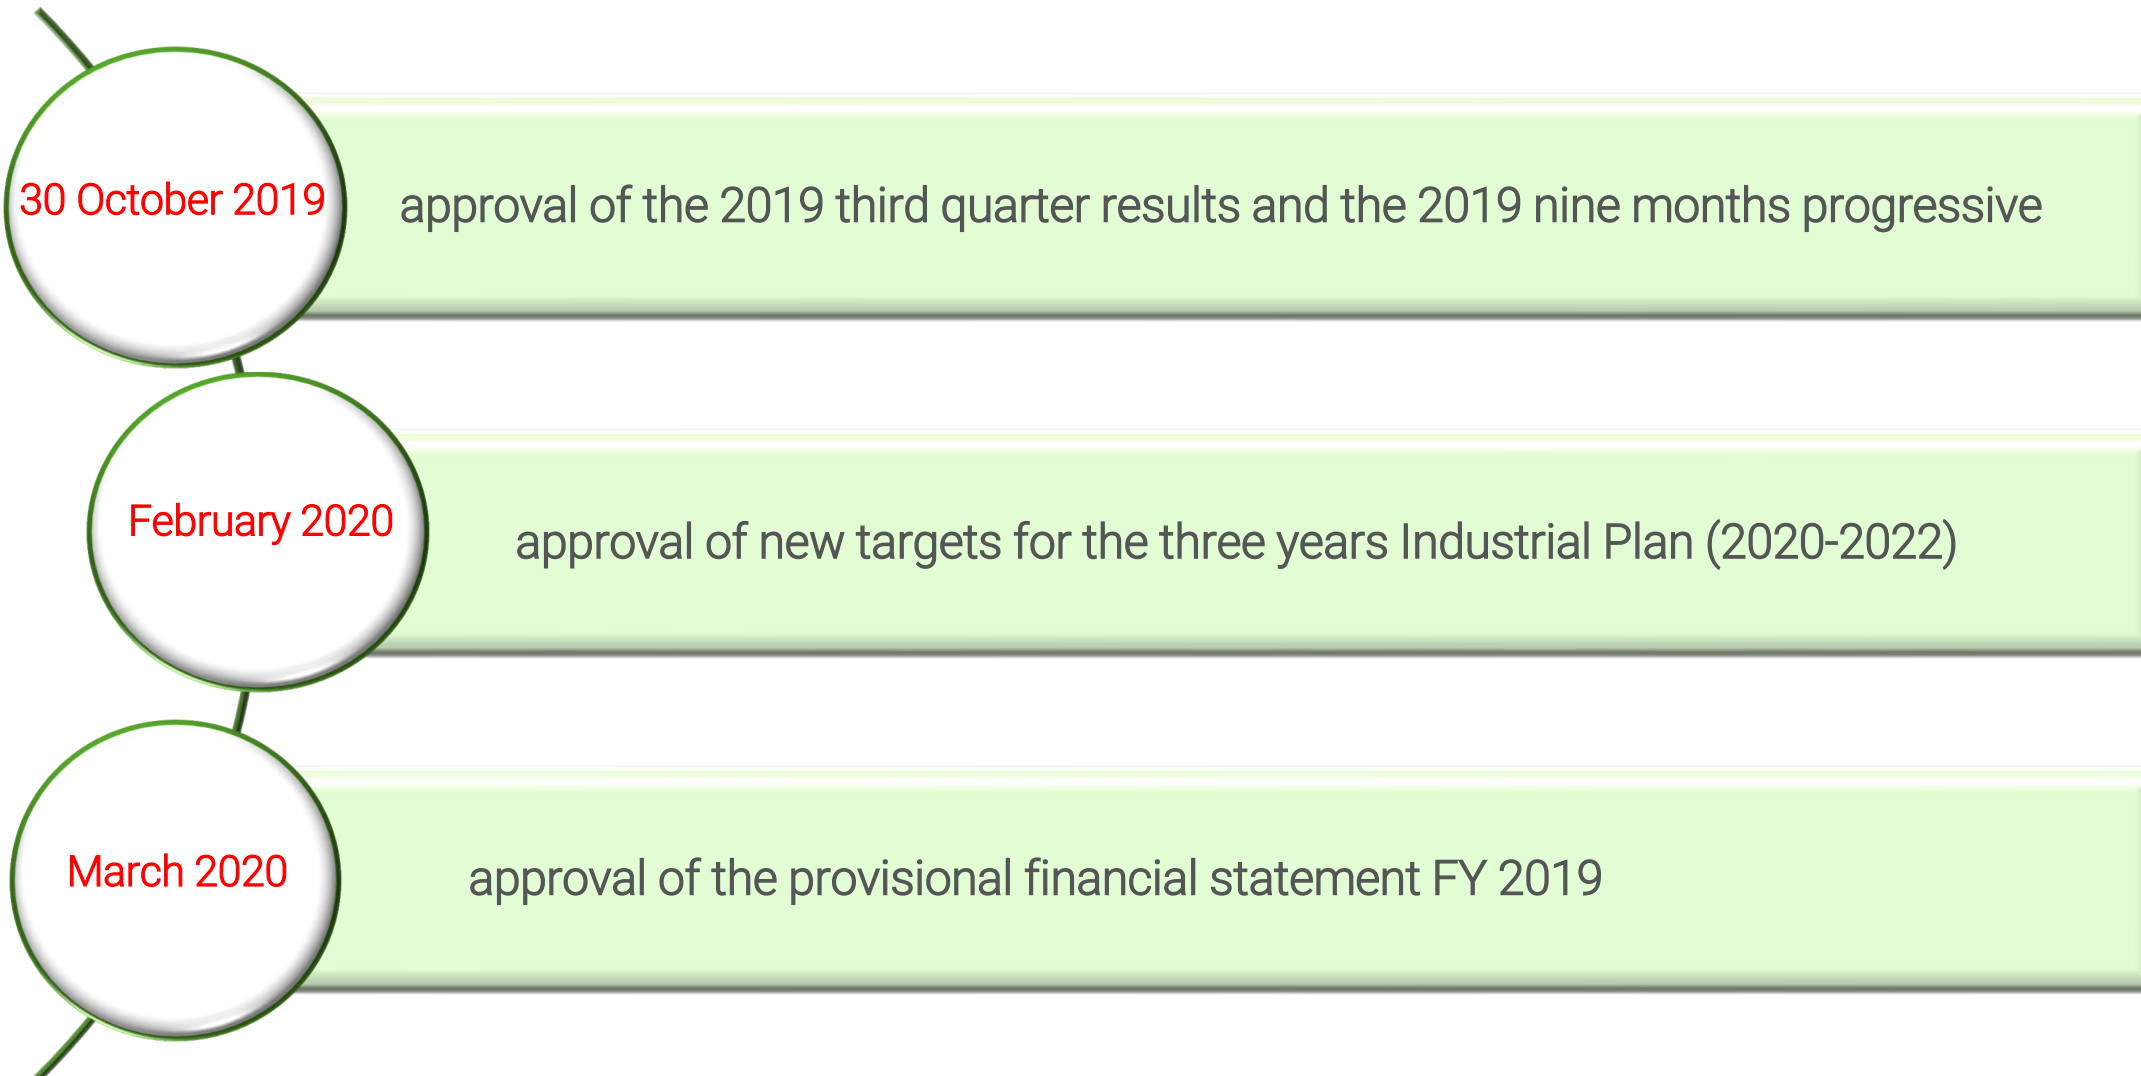 30 October 2019
approval of the 2019 third quarter results and the 2019 nine months progressive
February 2020
approval of new targets for the three years Industrial Plan (2020-2022)
March 2020
approval of the provisional financial statement FY 2019